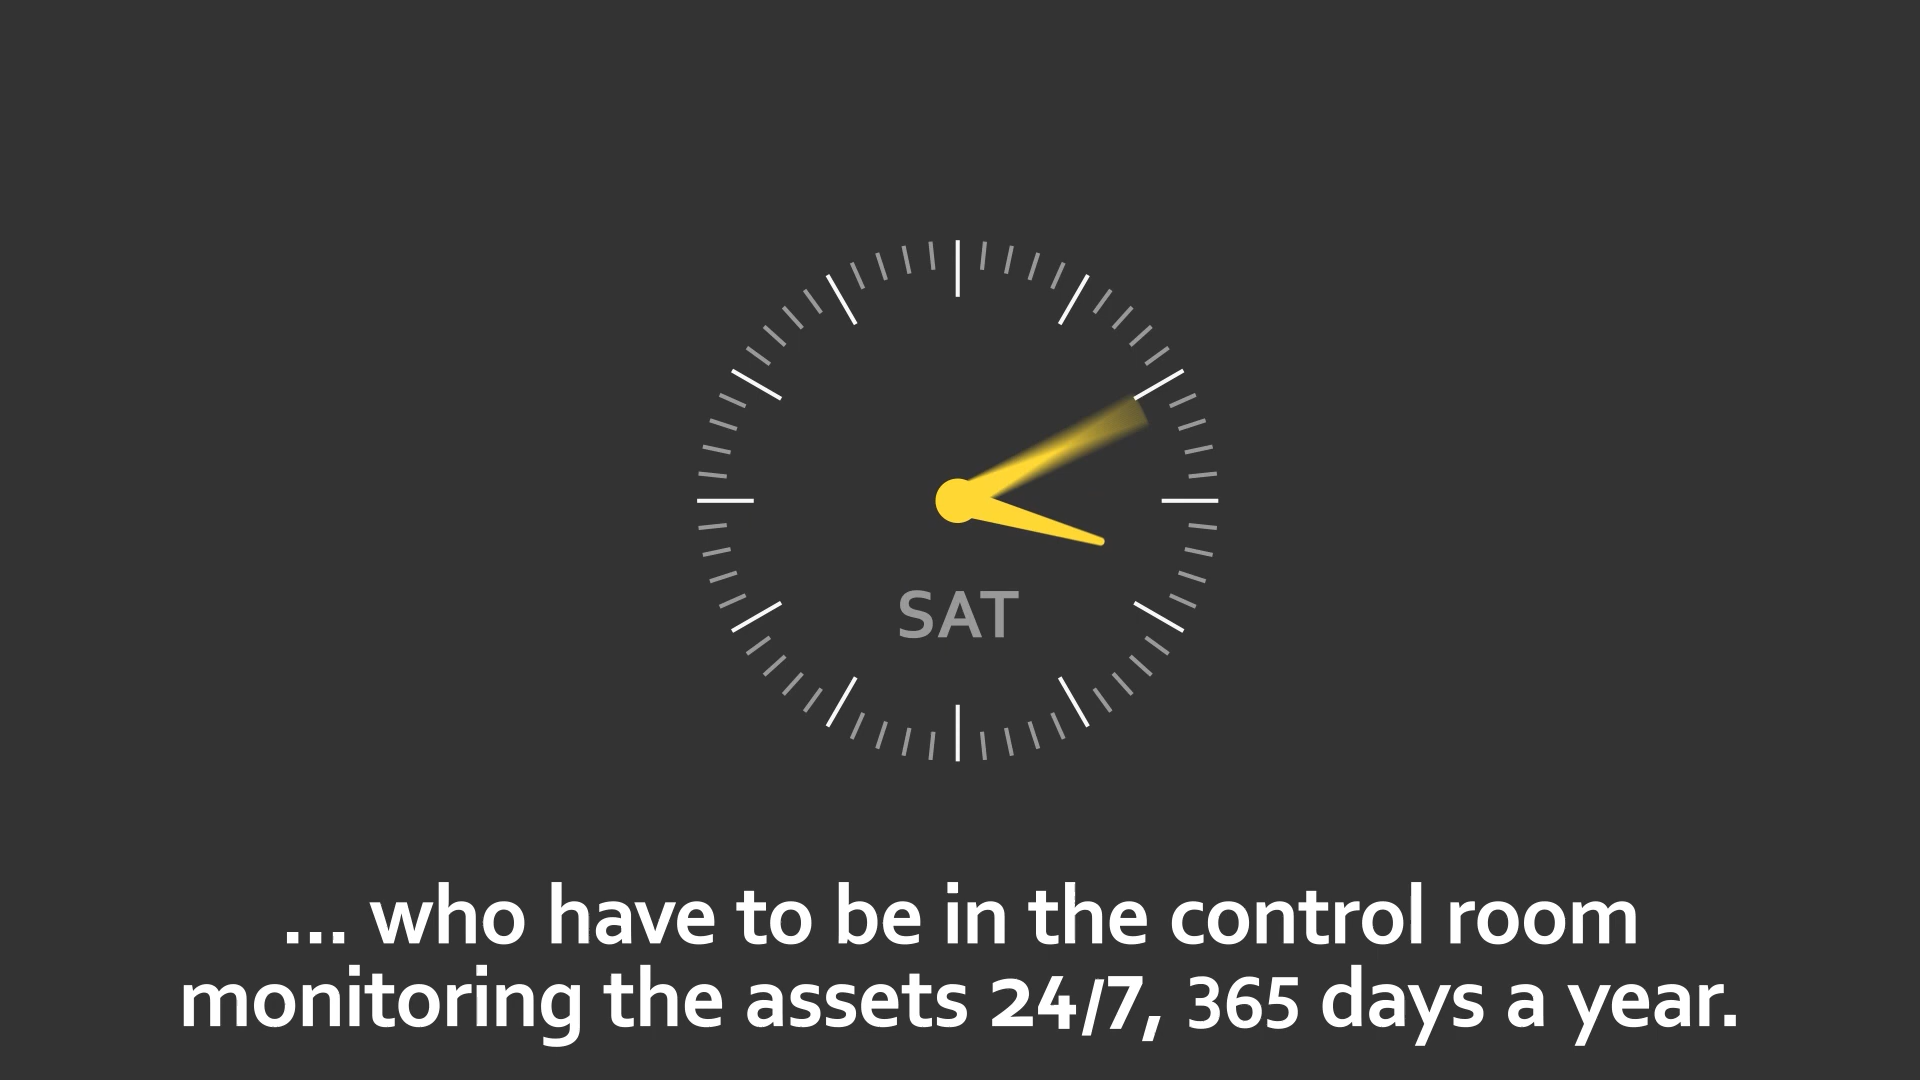 SAT
... who have to be in the control room
monitoring the assets 24/7, 365 days a year.